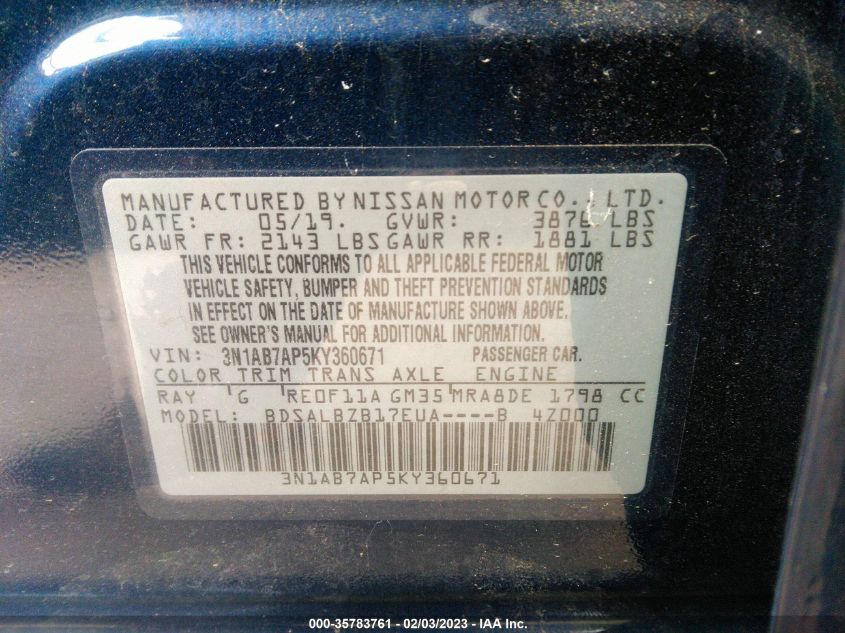 MANUFACTURED BY NISSAN MOTOR CO., LTD.
DATE: 05/19. GVWR: 3876 LBS
GAWR FR: 2143 LBS GAWR RR: 1881 LBS
THIS VEHICLE CONFORMS TO ALL APPLICABLE FEDERAL MOTOR
VEHICLE SAFETY, BUMPER AND THEFT PREVENTION STANDARDS
IN EFFECT ON THE DATE OF MANUFACTURE SHOWN ABOVE.
SEE OWNER'S MANUAL FOR ADDITIONAL INFORMATION.
VIN: 3N1AB7AP5KY360671 PASSENGER CAR.
COLOR TRIM TRANS AXLE ENGINE
RAY G RE0F11A GM35 MRA8DE 1798 CC
MODEL: BDSALBZB17EUA----B 4Z000
3N1AB7AP5KY360671
000-35783761 - 02/03/2023 - IAA Inc.